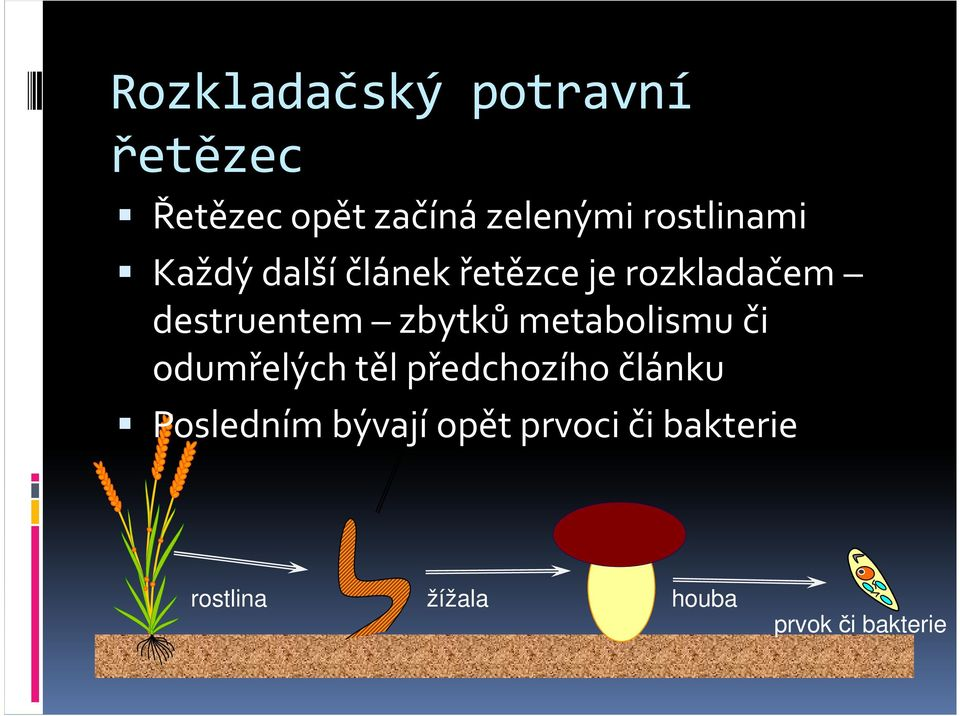 Rozkladačský potravní
řetězec
Řetězec opět začíná zelenými rostlinami
Každý další článek řetězce je rozkladačem –
destruentem – zbytků metabolismu či
odumřelých těl předchozího článku
Posledním bývají opět prvoci či bakterie
rostlina
žížala
houba
prvok či bakterie